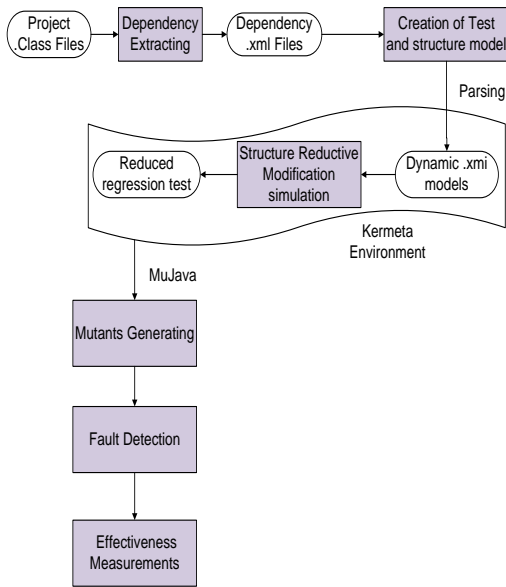 Project
.Class Files
Dependency
Extracting
Dependency
.xml Files
Creation of Test
and structure model
Parsing
Reduced
regression test
Structure Reductive
Modification
simulation
Dynamic .xmi
models
Kermeta
Environment
MuJava
Mutants Generating
Fault Detection
Effectiveness
Measurements